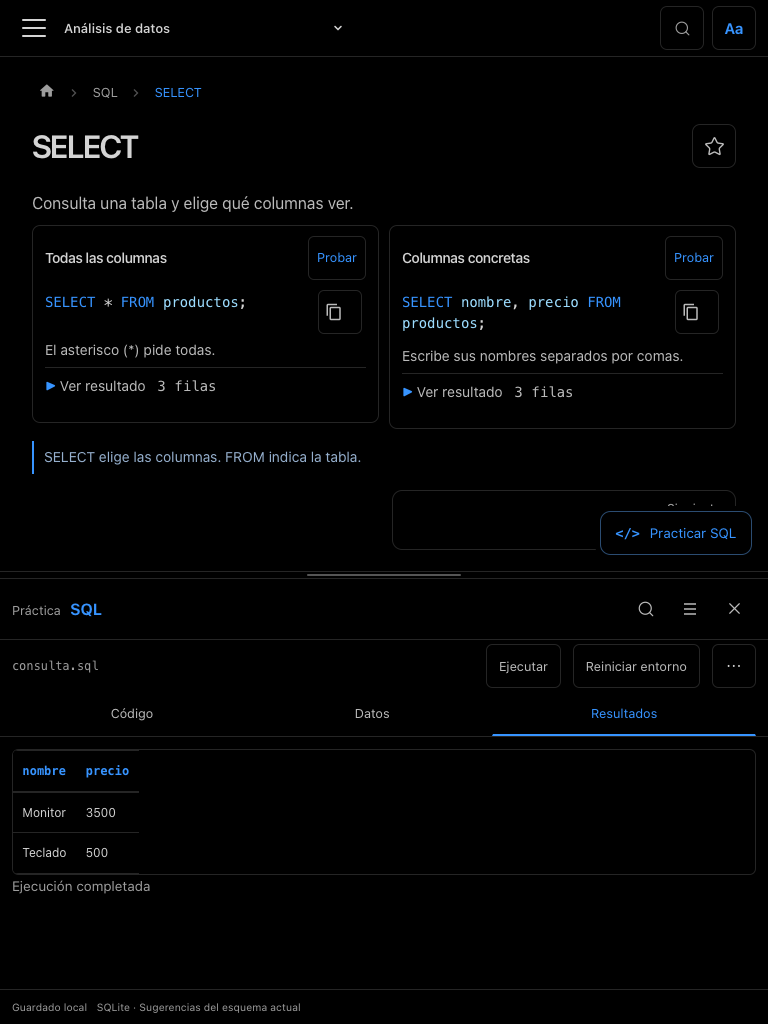 Análisis de datos
Aa
SQL
SELECT
SELECT
Consulta una tabla y elige qué columnas ver.
Todas las columnas
Probar
SELECT * FROM productos;
El asterisco (*) pide todas.
Ver resultado 3 filas
Columnas concretas
Probar
SELECT nombre, precio FROM
productos;
Escribe sus nombres separados por comas.
Ver resultado 3 filas
SELECT elige las columnas. FROM indica la tabla.
</> Practicar SQL
Práctica SQL
consulta.sql
Ejecutar
Reiniciar entorno
...
Código
Datos
Resultados
nombre precio
Monitor 3500
Teclado 500
Ejecución completada
Guardado local SQLite · Sugerencias del esquema actual